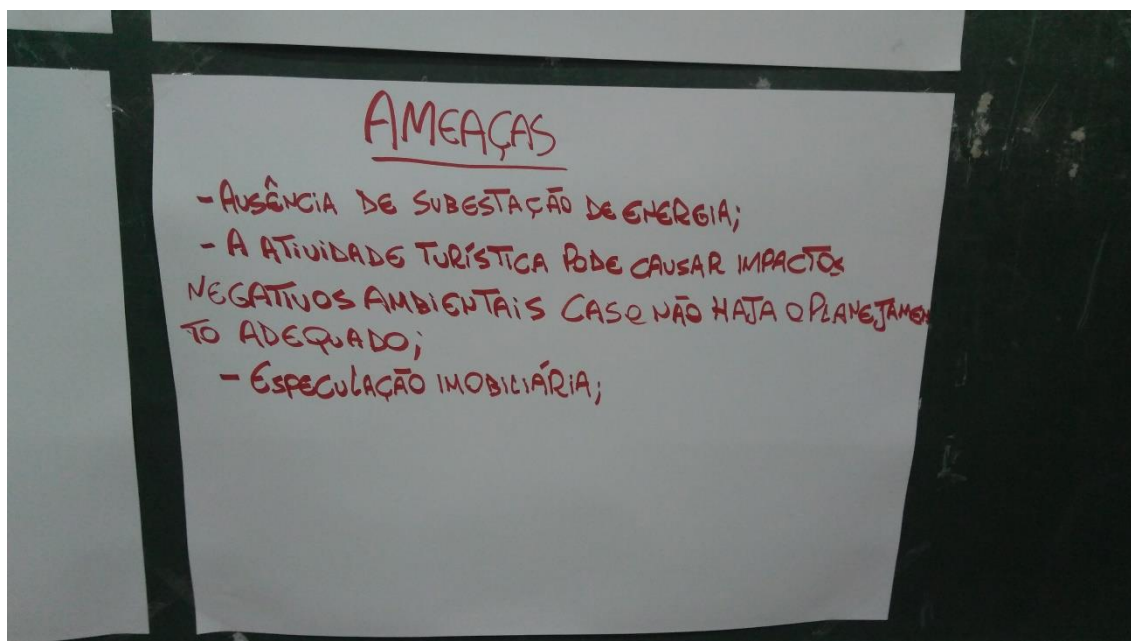 AMEAÇAS
- AUSÊNCIA DE SUBESTAÇÃO DE ENERGIA;
- A ATIVIDADE TURÍSTICA PODE CAUSAR IMPACTOS
NEGATIVOS AMBIENTAIS CASO NÃO HAJA O PLANEJAMEN
TO ADEQUADO;
- ESPECULAÇÃO IMOBILIÁRIA;